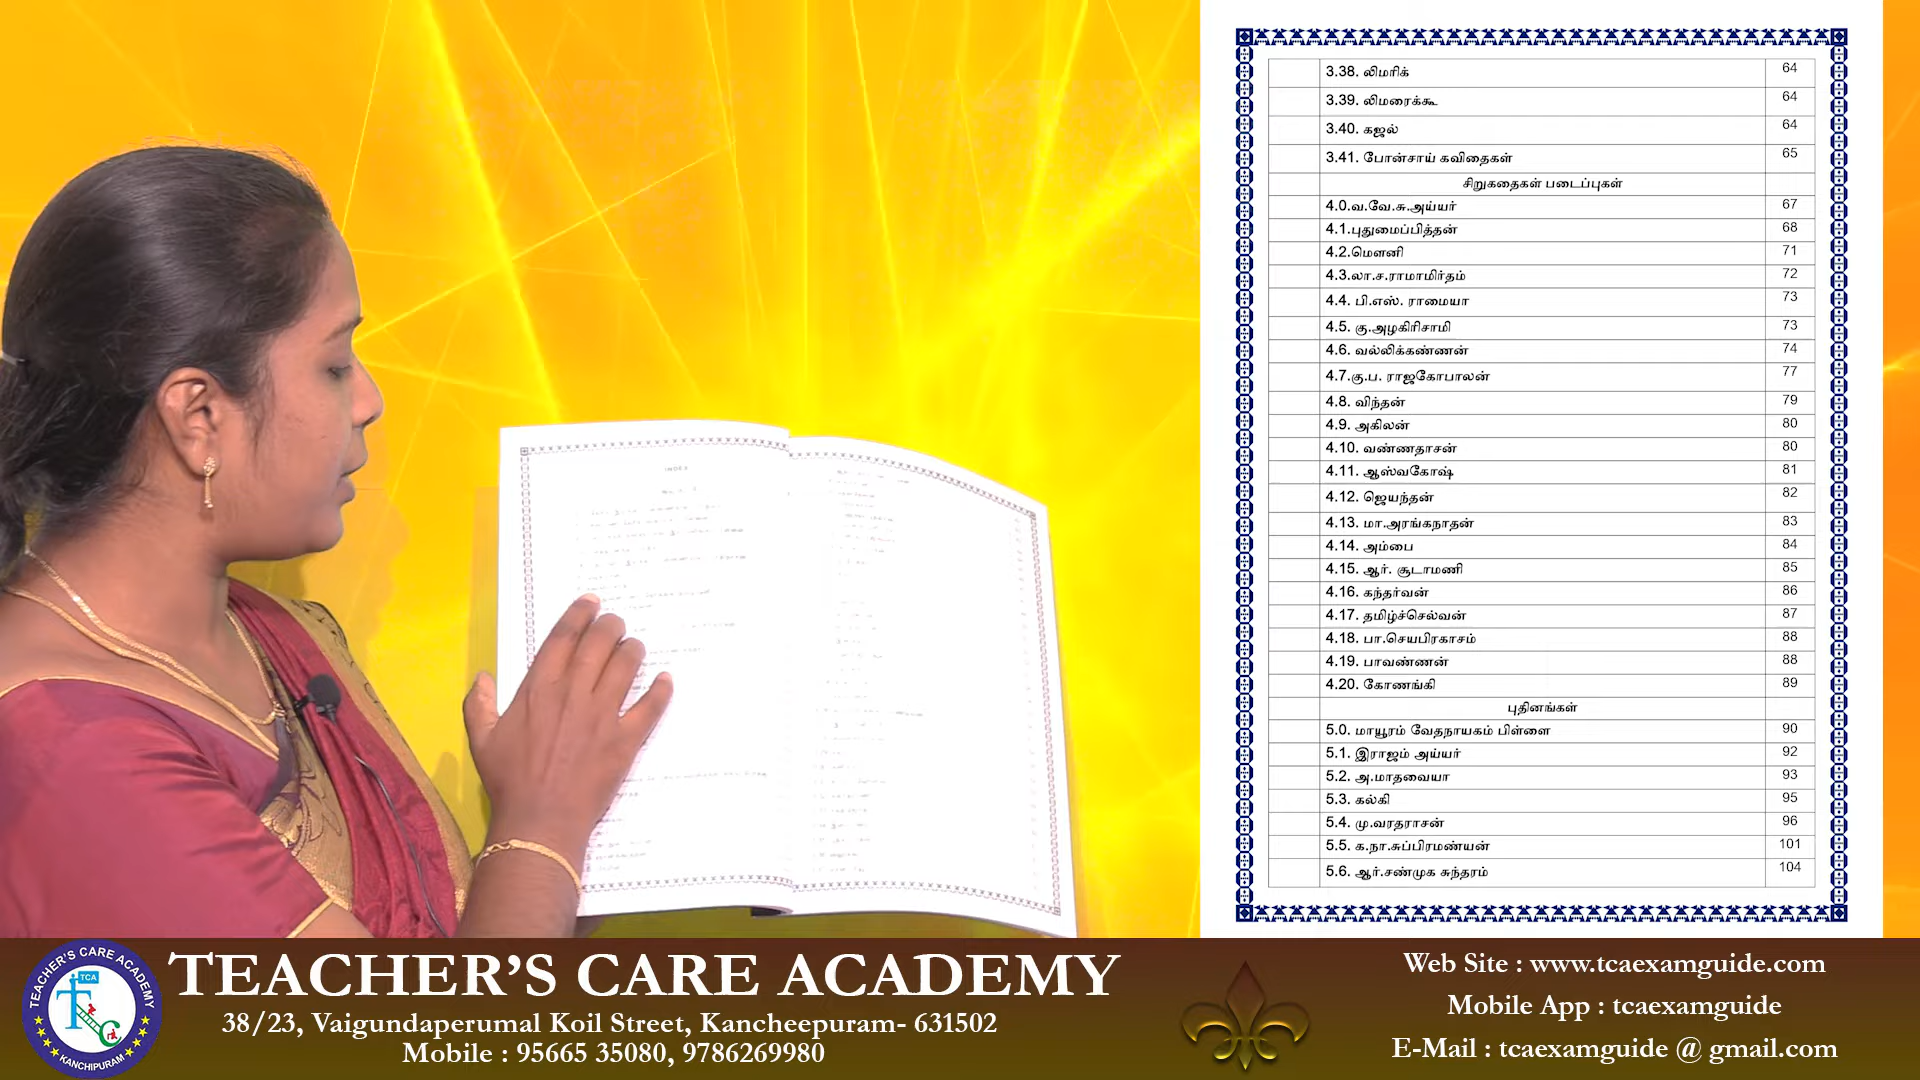 3.38. லிமரிக் 64
3.39. லிமரைக்கூ 64
3.40. கஜல் 64
3.41. போன்சாய் கவிதைகள் 65
சிறுகதைகள் படைப்புகள்
4.0.வ.வே.சு.அய்யர் 67
4.1.புதுமைப்பித்தன் 68
4.2.மௌனி 71
4.3.லா.ச.ராமாமிர்தம் 72
4.4. பி.எஸ். ராமையா 73
4.5. கு.அழகிரிசாமி 73
4.6. வல்லிக்கண்ணன் 74
4.7.கு.ப. ராஜகோபாலன் 77
4.8. விந்தன் 79
4.9. அகிலன் 80
4.10. வண்ணதாசன் 80
4.11. ஆஸ்வகோஷ் 81
4.12. ஜெயந்தன் 82
4.13. மா.அரங்கநாதன் 83
4.14. அம்பை 84
4.15. ஆர். சூடாமணி 85
4.16. கந்தர்வன் 86
4.17. தமிழ்ச்செல்வன் 87
4.18. பா.செயபிரகாசம் 88
4.19. பாவண்ணன் 88
4.20. கோணங்கி 89
புதினங்கள்
5.0. மாயூரம் வேதநாயகம் பிள்ளை 90
5.1. இராஜம் அய்யர் 92
5.2. அ.மாதவையா 93
5.3. கல்கி 95
5.4. மு.வரதராசன் 96
5.5. க.நா.சுப்பிரமண்யன் 101
5.6. ஆர்.சண்முக சுந்தரம் 104
INDEX
TEACHER'S CARE ACADEMY
TCA
KANCHIPURAM
TEACHER’S CARE ACADEMY
38/23, Vaigundaperumal Koil Street, Kancheepuram- 631502
Mobile : 95665 35080, 9786269980
Web Site : www.tcaexamguide.com
Mobile App : tcaexamguide
E-Mail : tcaexamguide @ gmail.com